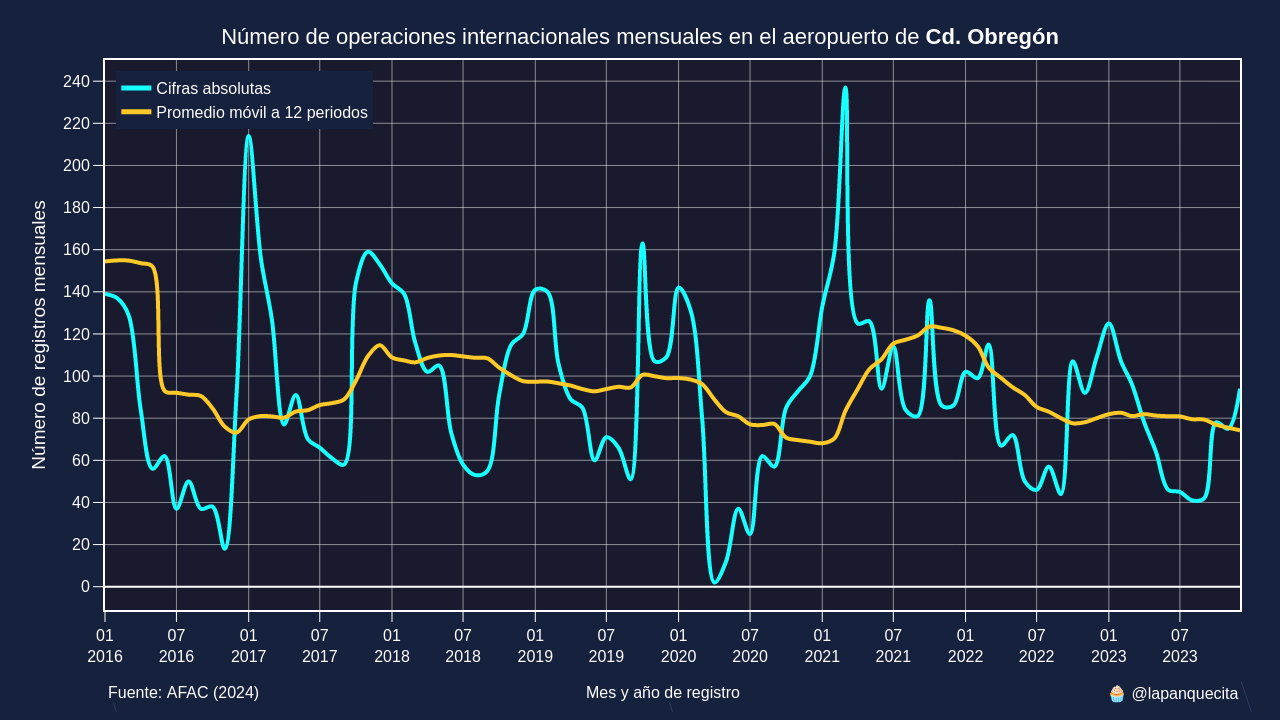 Número de operaciones internacionales mensuales en el aeropuerto de Cd. Obregón
Cifras absolutas
Promedio móvil a 12 periodos
Número de registros mensuales
240
220
200
180
160
140
120
100
80
60
40
20
0
01 07 01 07 01 07 01 07 01 07 01 07 01 07 01 07
2016 2016 2017 2017 2018 2018 2019 2019 2020 2020 2021 2021 2022 2022 2023 2023
Fuente: AFAC (2024) Mes y año de registro 🧁 @lapanquecita